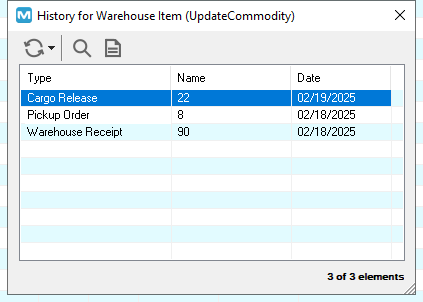 History for Warehouse Item (UpdateCommodity)
Type Name Date
Cargo Release 22 02/19/2025
Pickup Order 8 02/18/2025
Warehouse Receipt 90 02/18/2025
3 of 3 elements